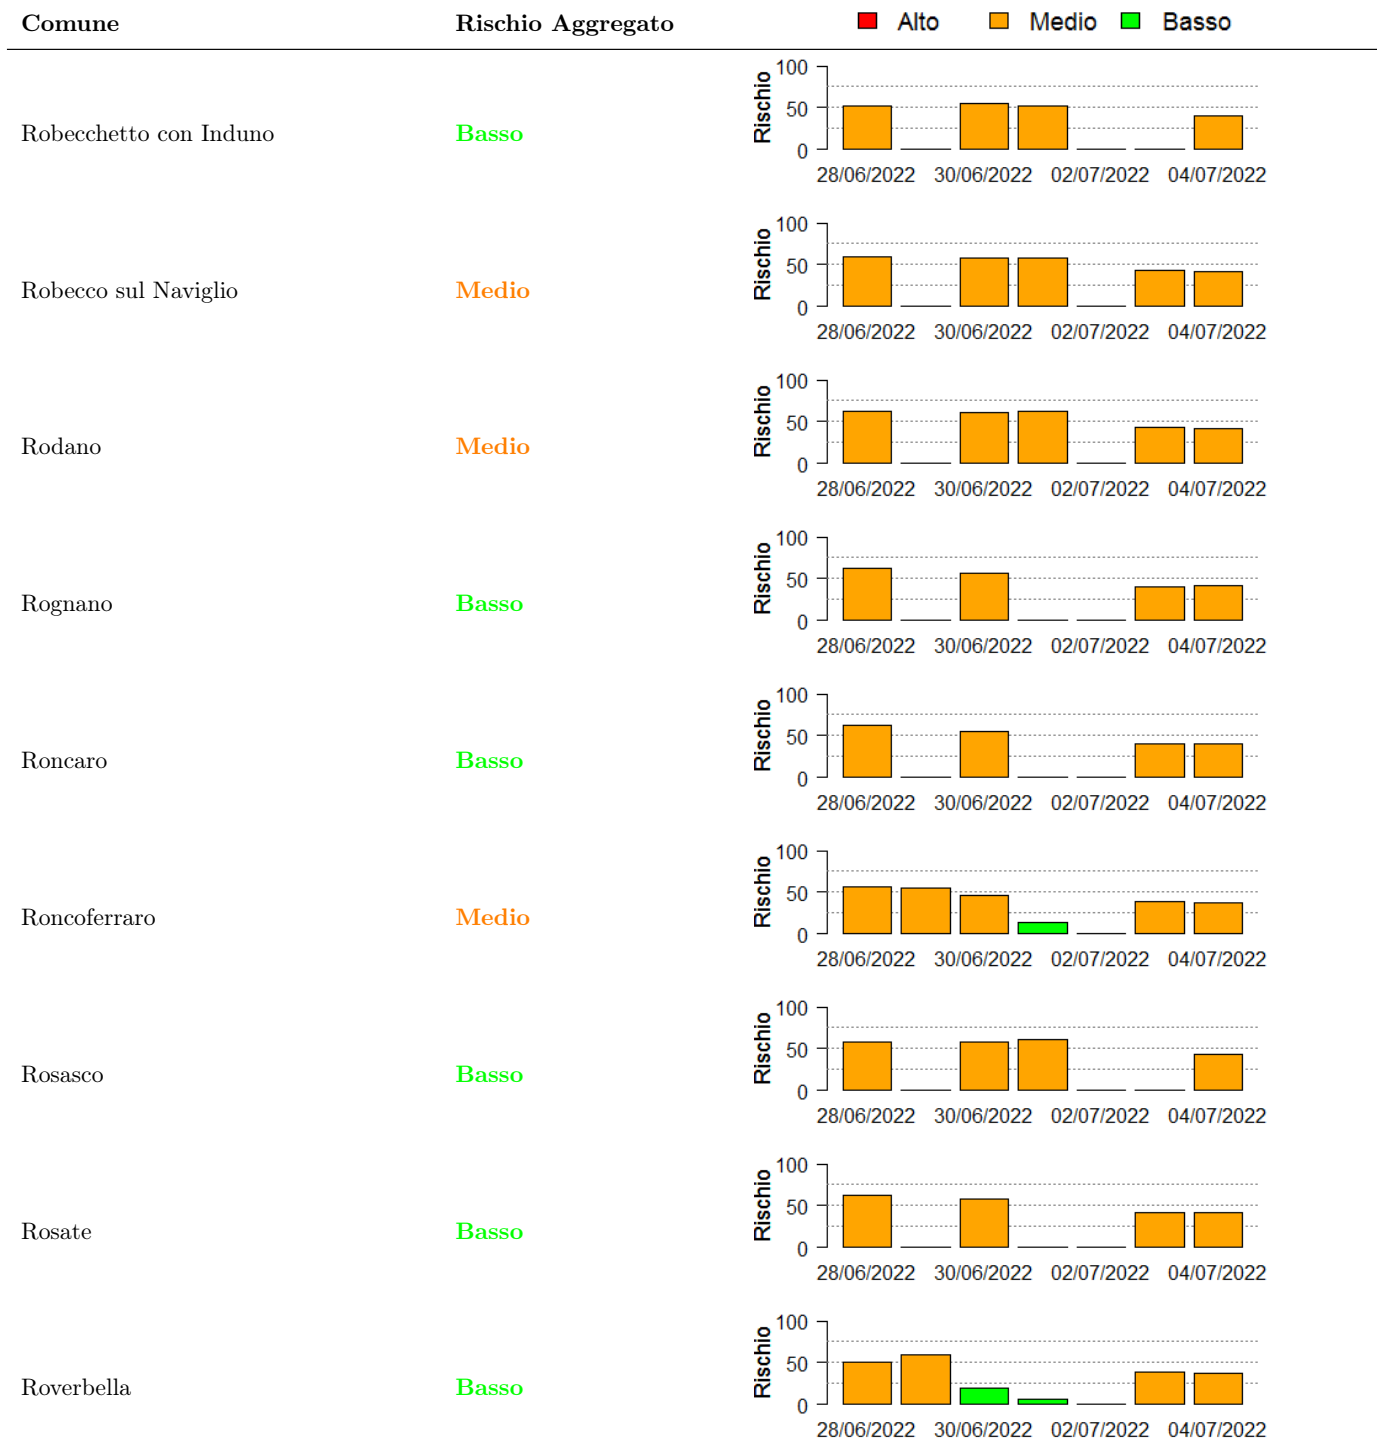 Comune Rischio Aggregato Alto Medio Basso
Robecchetto con Induno Basso
Rischio
100
50
0
28/06/2022 30/06/2022 02/07/2022 04/07/2022
Robecco sul Naviglio Medio
Rischio
100
50
0
28/06/2022 30/06/2022 02/07/2022 04/07/2022
Rodano Medio
Rischio
100
50
0
28/06/2022 30/06/2022 02/07/2022 04/07/2022
Rognano Basso
Rischio
100
50
0
28/06/2022 30/06/2022 02/07/2022 04/07/2022
Roncaro Basso
Rischio
100
50
0
28/06/2022 30/06/2022 02/07/2022 04/07/2022
Roncoferraro Medio
Rischio
100
50
0
28/06/2022 30/06/2022 02/07/2022 04/07/2022
Rosasco Basso
Rischio
100
50
0
28/06/2022 30/06/2022 02/07/2022 04/07/2022
Rosate Basso
Rischio
100
50
0
28/06/2022 30/06/2022 02/07/2022 04/07/2022
Roverbella Basso
Rischio
100
50
0
28/06/2022 30/06/2022 02/07/2022 04/07/2022